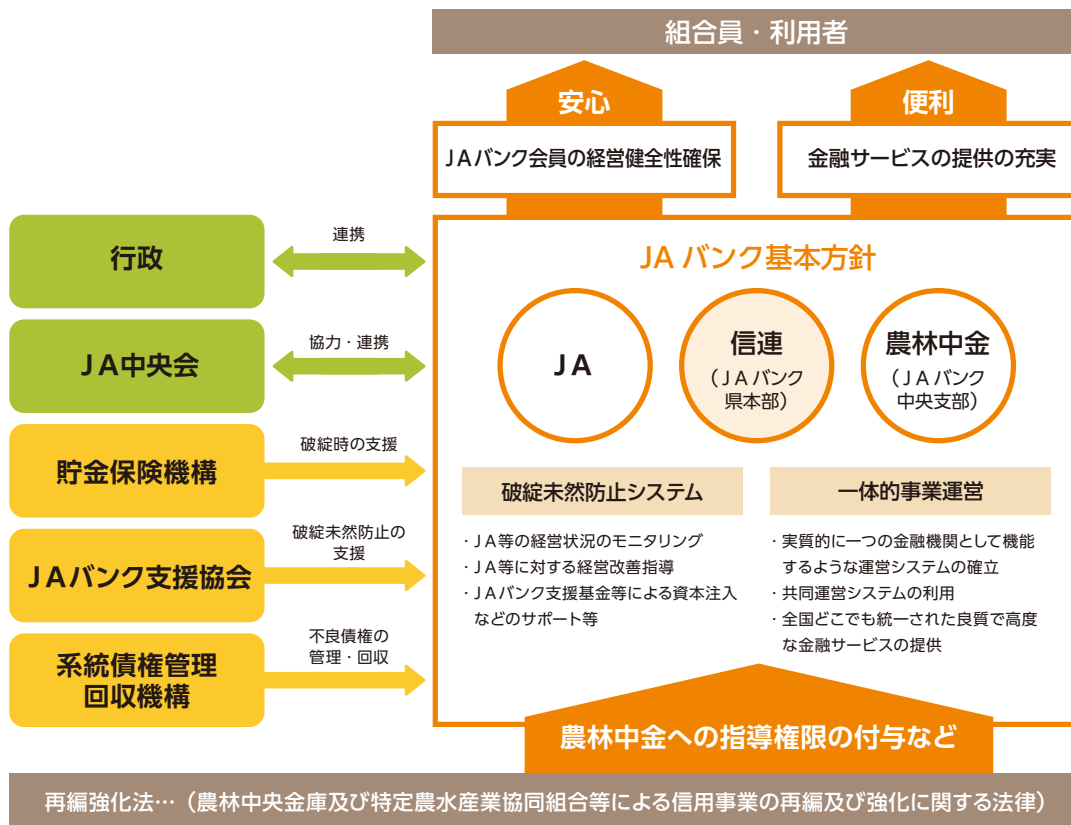 組合員・利用者
安心
便利
JAバンク会員の経営健全性確保
金融サービスの提供の充実
行政
連携
JA中央会
協力・連携
貯金保険機構
破綻時の支援
JAバンク支援協会
破綻未然防止の
支援
系統債権管理
回収機構
不良債権の
管理・回収
JAバンク基本方針
JA
信連
(JAバンク
県本部)
農林中金
(JAバンク
中央支部)
破綻未然防止システム
・JA等の経営状況のモニタリング
・JA等に対する経営改善指導
・JAバンク支援基金等による資本注入
などのサポート等
一体的事業運営
・実質的に一つの金融機関として機能
するような運営システムの確立
・共同運営システムの利用
・全国どこでも統一された良質で高度
な金融サービスの提供
農林中金への指導権限の付与など
再編強化法…(農林中央金庫及び特定農水産業協同組合等による信用事業の再編及び強化に関する法律)